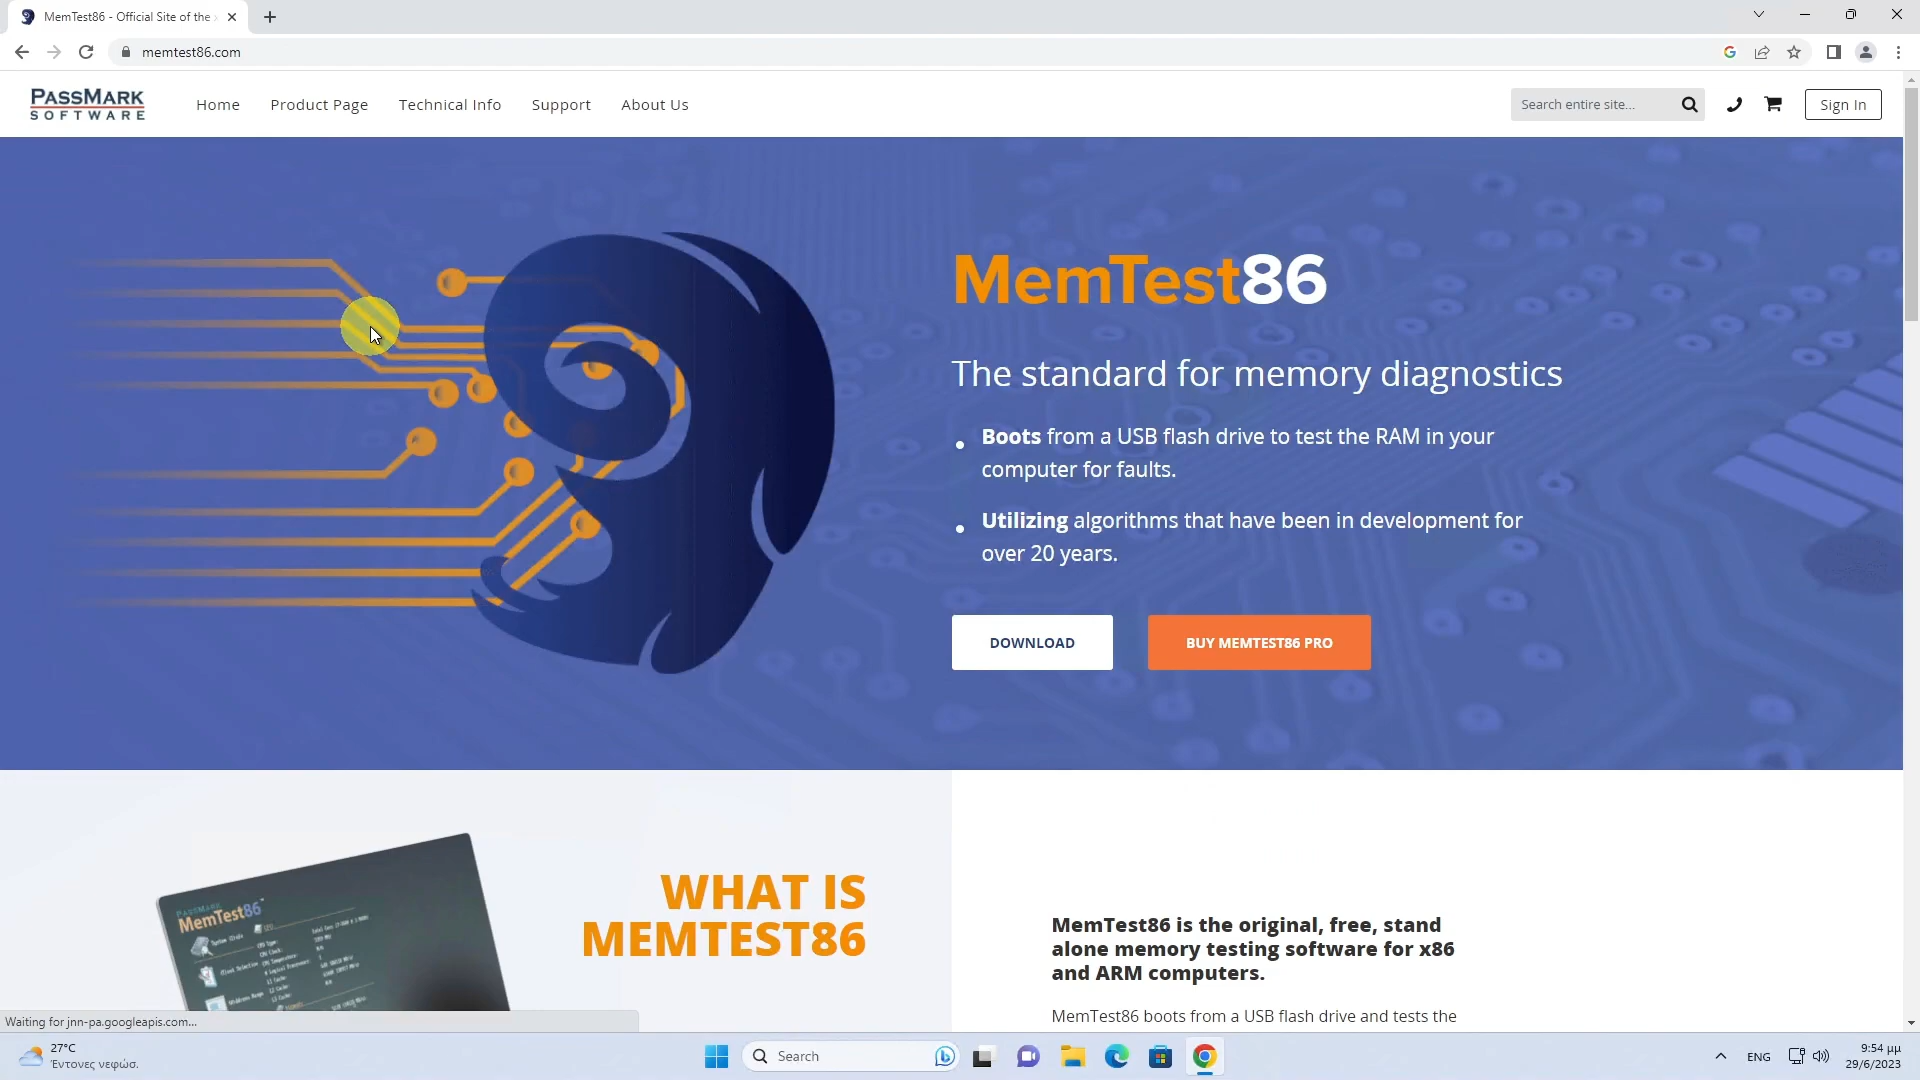 MemTest86 - Official Site of the
memtest86.com
PASSMARK
SOFTWARE
Home
Product Page
Technical Info
Support
About Us
Search entire site...
Sign In
MemTest86
The standard for memory diagnostics
Boots from a USB flash drive to test the RAM in your
computer for faults.
Utilizing algorithms that have been in development for
over 20 years.
DOWNLOAD
BUY MEMTEST86 PRO
PASSMARK
MemTest86
WHAT IS
MEMTEST86
MemTest86 is the original, free, stand
alone memory testing software for x86
and ARM computers.
MemTest86 boots from a USB flash drive and tests the
Waiting for jnn-pa.googleapis.com...
27°C
Έντονες νεφώσ.
Search
ENG
9:54 μμ
29/6/2023